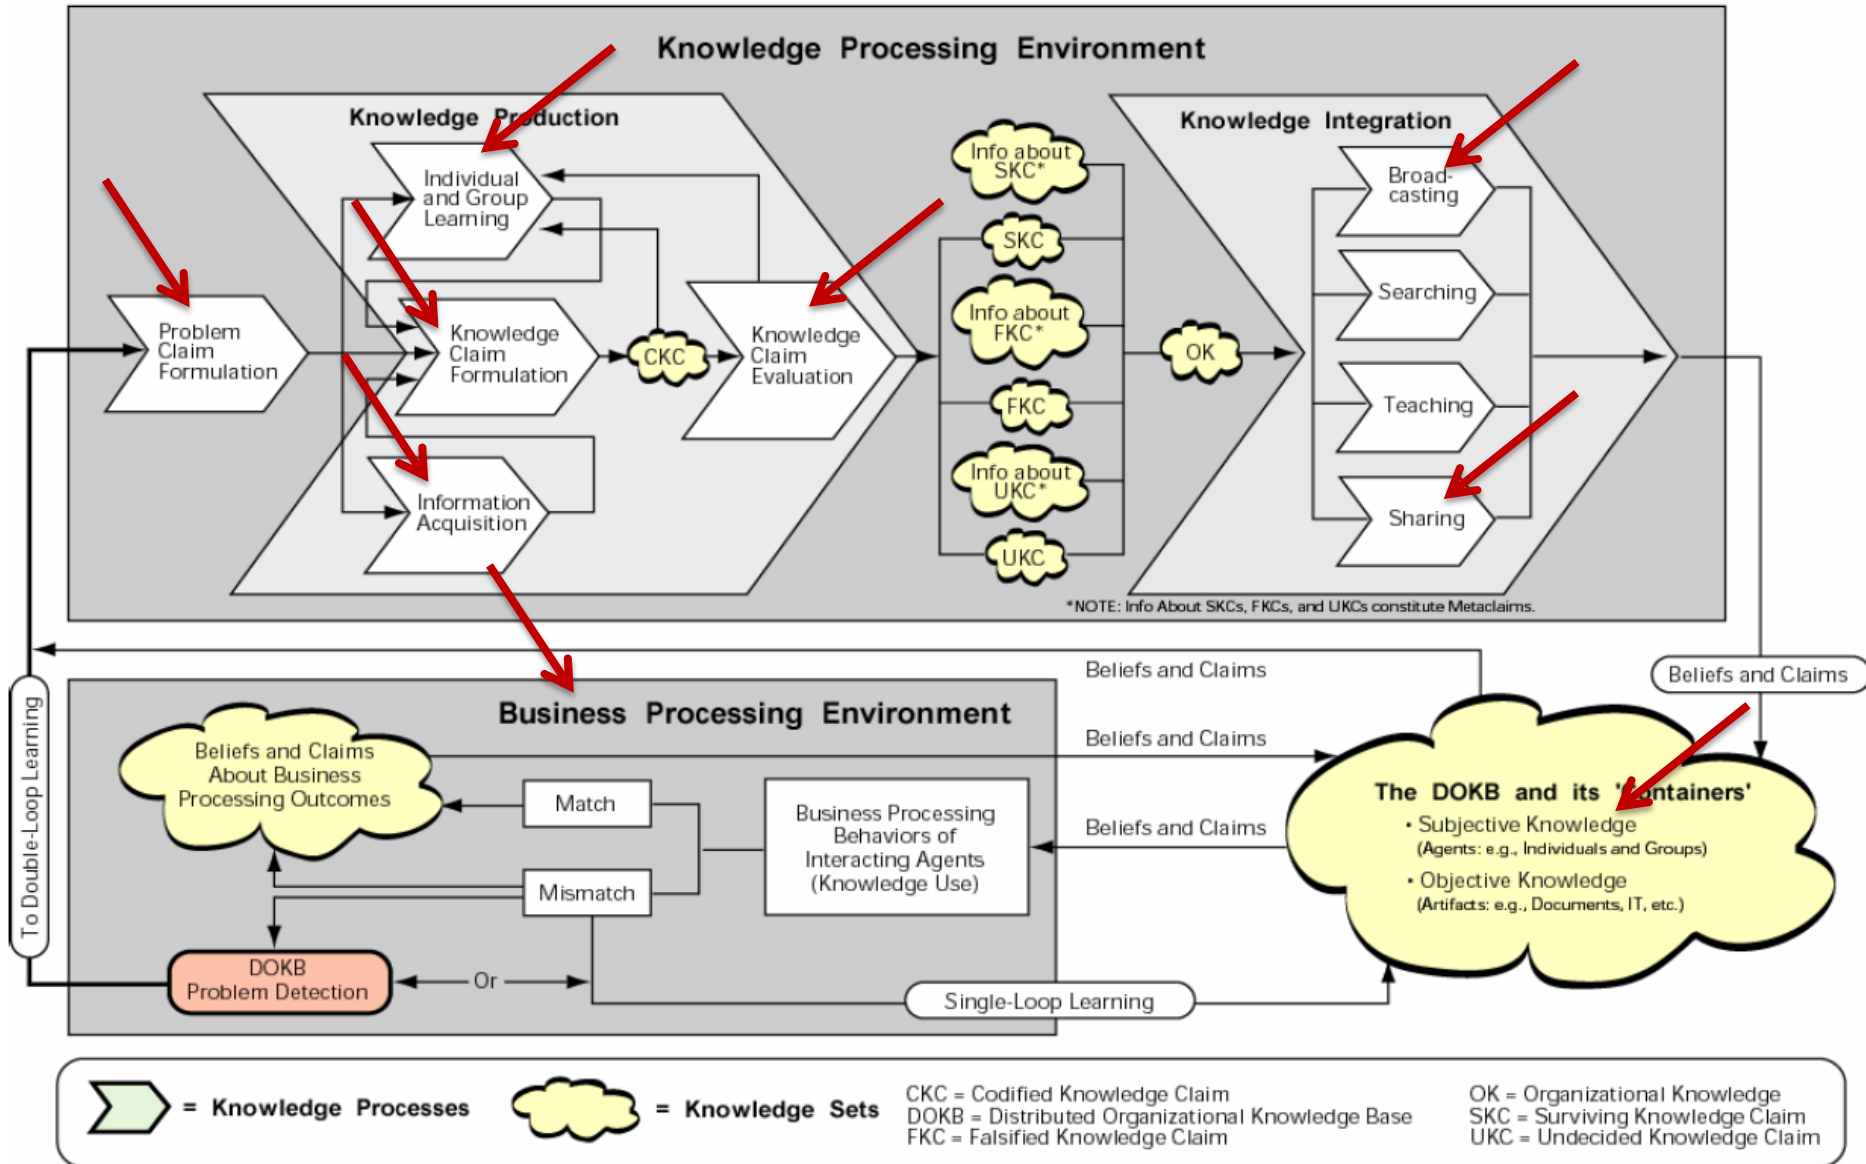 Knowledge Processing Environment
Knowledge Production
Individual
and Group
Learning
Problem
Claim
Formulation
Knowledge
Claim
Formulation
CKC
Knowledge
Claim
Evaluation
Information
Acquisition
Info about
SKC*
SKC
Info about
FKC*
FKC
Info about
UKC*
UKC
OK
Knowledge Integration
Broad-
casting
Searching
Teaching
Sharing
*NOTE: Info About SKCs, FKCs, and UKCs constitute Metaclaims.
Beliefs and Claims
Beliefs and Claims
To Double-Loop Learning
Business Processing Environment
Beliefs and Claims
About Business
Processing Outcomes
Match
Mismatch
Business Processing
Behaviors of
Interacting Agents
(Knowledge Use)
Beliefs and Claims
Beliefs and Claims
DOKB
Problem Detection
Or
Single-Loop Learning
The DOKB and its 'Containers'
• Subjective Knowledge
(Agents: e.g., Individuals and Groups)
• Objective Knowledge
(Artifacts: e.g., Documents, IT, etc.)
= Knowledge Processes
= Knowledge Sets
CKC = Codified Knowledge Claim
DOKB = Distributed Organizational Knowledge Base
FKC = Falsified Knowledge Claim
OK = Organizational Knowledge
SKC = Surviving Knowledge Claim
UKC = Undecided Knowledge Claim